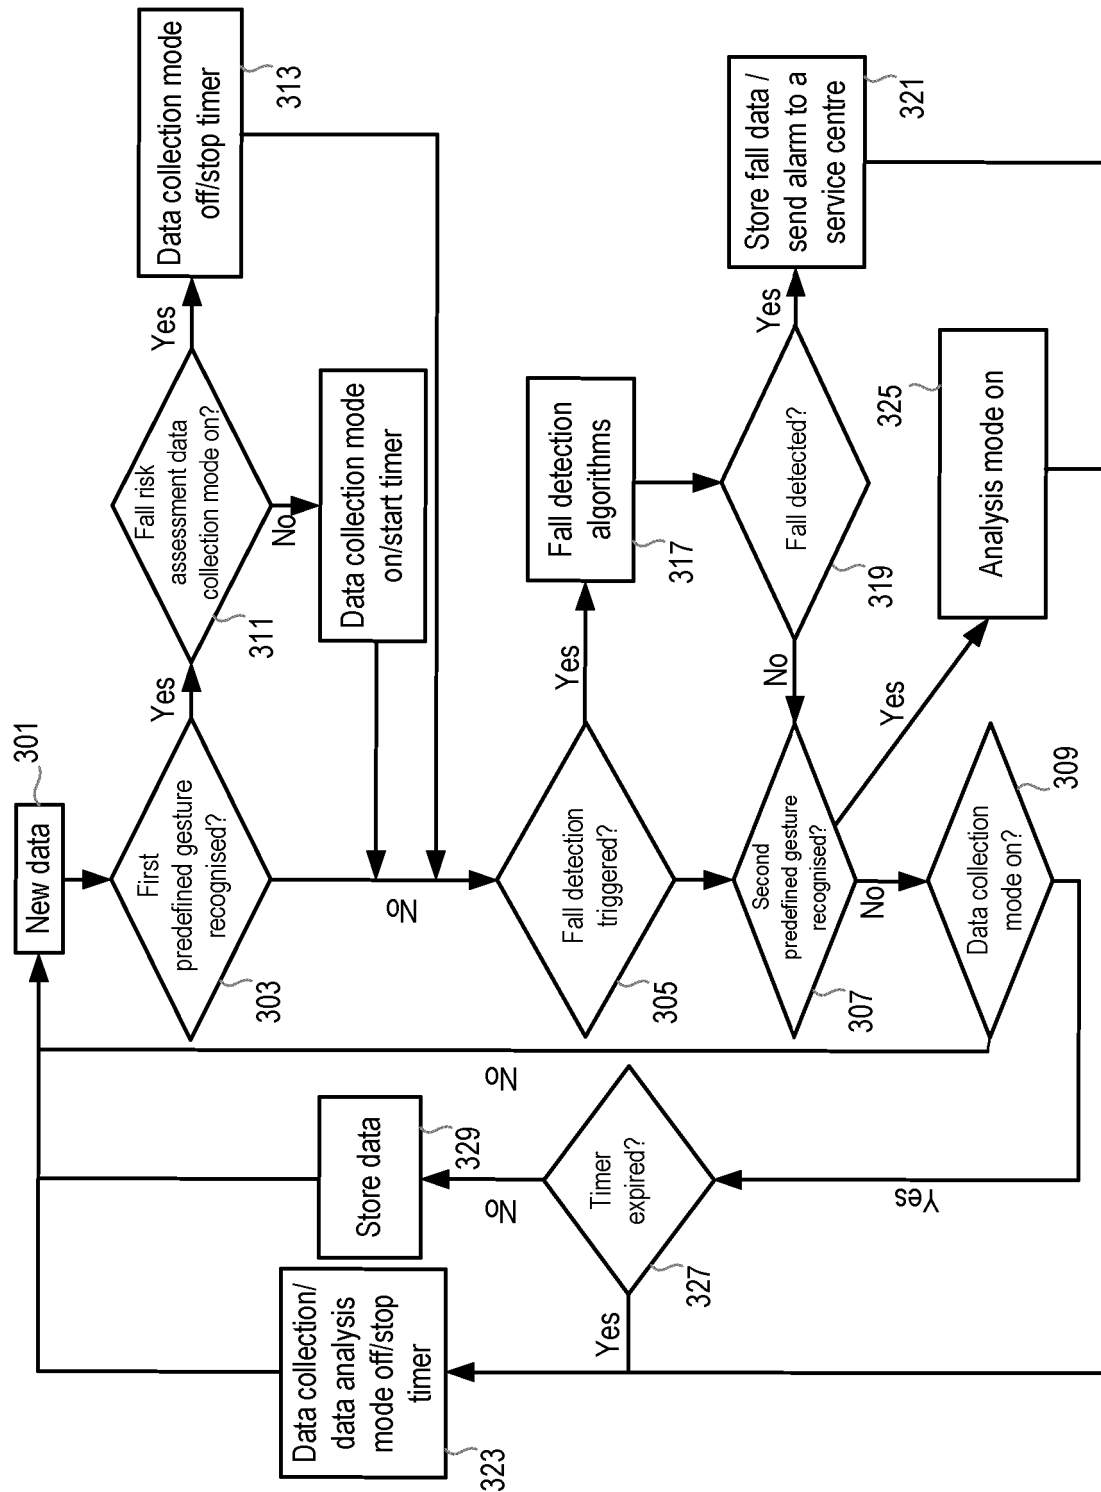 301
New data
First
predefined gesture
recognised?
303
Yes
No
Fall risk
assessment data
collection mode on?
311
Yes
No
Data collection mode
off/stop timer
313
Data collection mode
on/start timer
Fall detection
triggered?
305
Yes
Fall detection
algorithms
317
Fall detected?
319
Yes
No
Store fall data /
send alarm to a
service centre
321
Second
predefined gesture
recognised?
307
Yes
No
Analysis mode on
325
Data collection
mode on?
309
No
Yes
Timer
expired?
327
No
Yes
Store data
329
Data collection/
data analysis
mode off/stop
timer
323